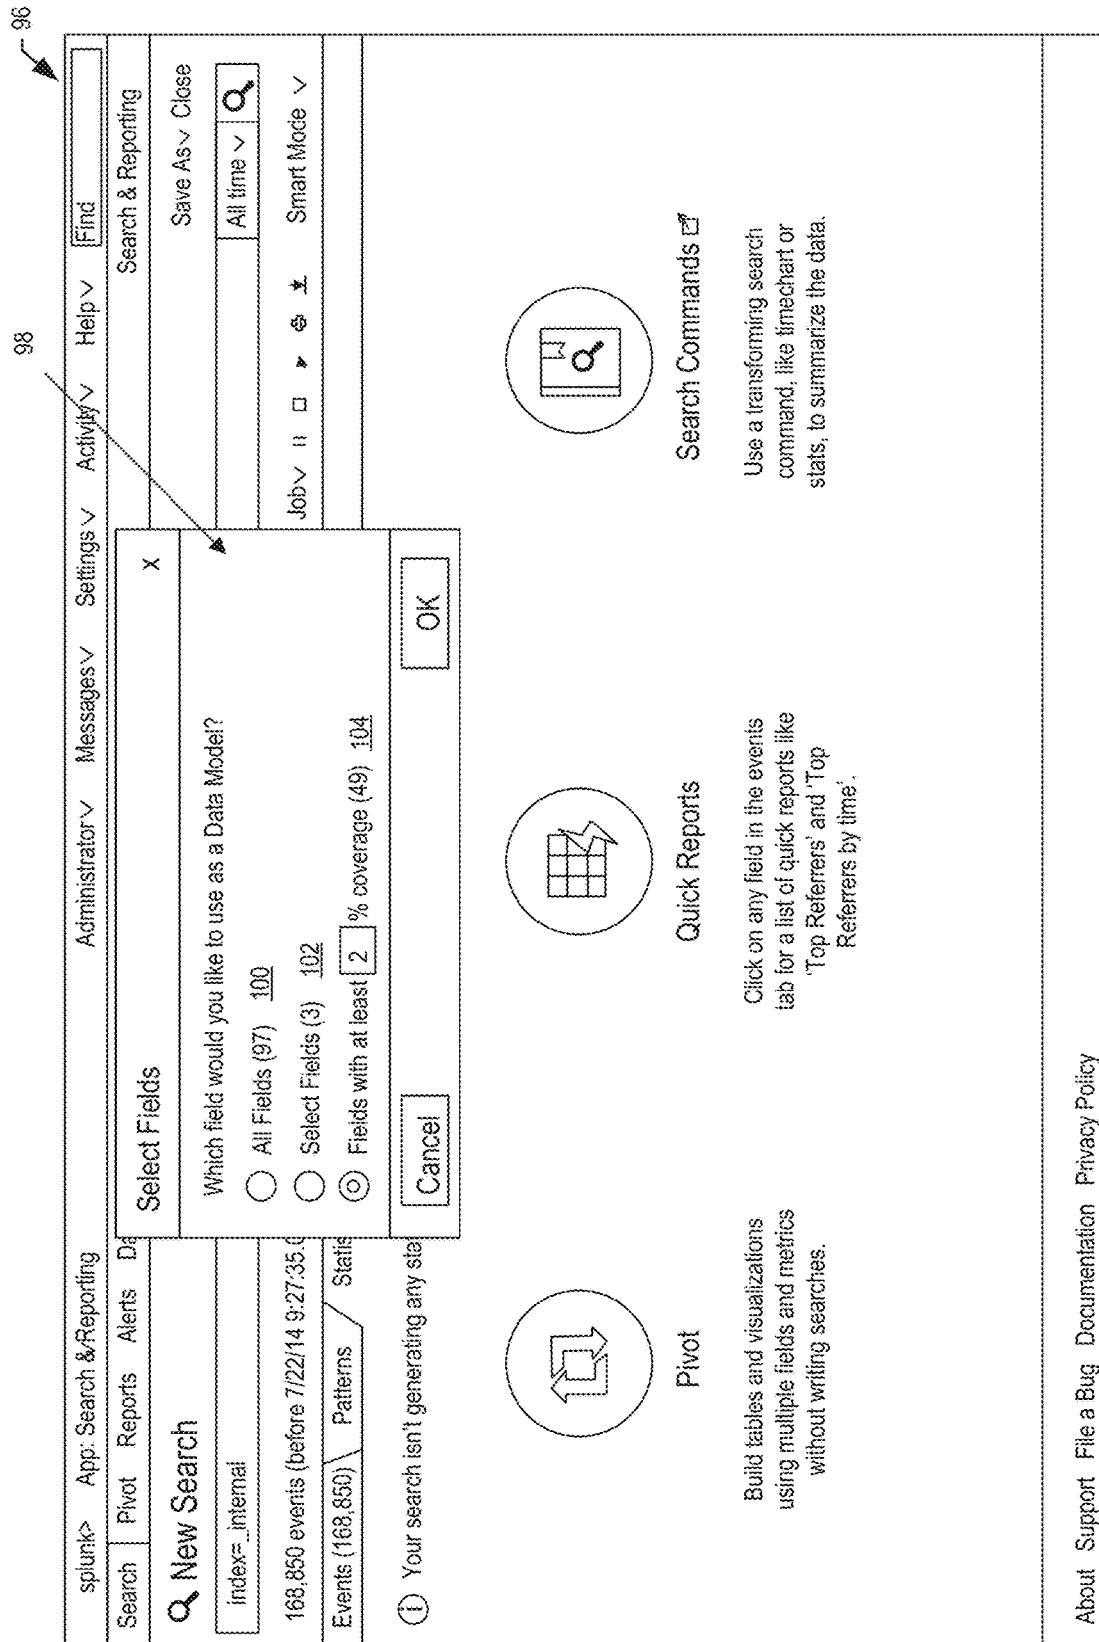 96
98
splunk> App: Search & Reporting Administrator Messages Settings Activity Help Find
Search Pivot Reports Alerts Da Search & Reporting
New Search Save As Close
index=_internal All time
168,850 events (before 7/22/14 9:27:35.0 Job Smart Mode
Events (168,850) Patterns Statis
Your search isn't generating any sta
Select Fields X
Which field would you like to use as a Data Model?
All Fields (97) 100
Select Fields (3) 102
Fields with at least 2 % coverage (49) 104
Cancel OK
Pivot
Build tables and visualizations
using multiple fields and metrics
without writing searches.
Quick Reports
Click on any field in the events
tab for a list of quick reports like
'Top Referrers' and 'Top
Referrers by time'.
Search Commands
Use a transforming search
command, like timechart or
stats, to summarize the data.
About Support File a Bug Documentation Privacy Policy